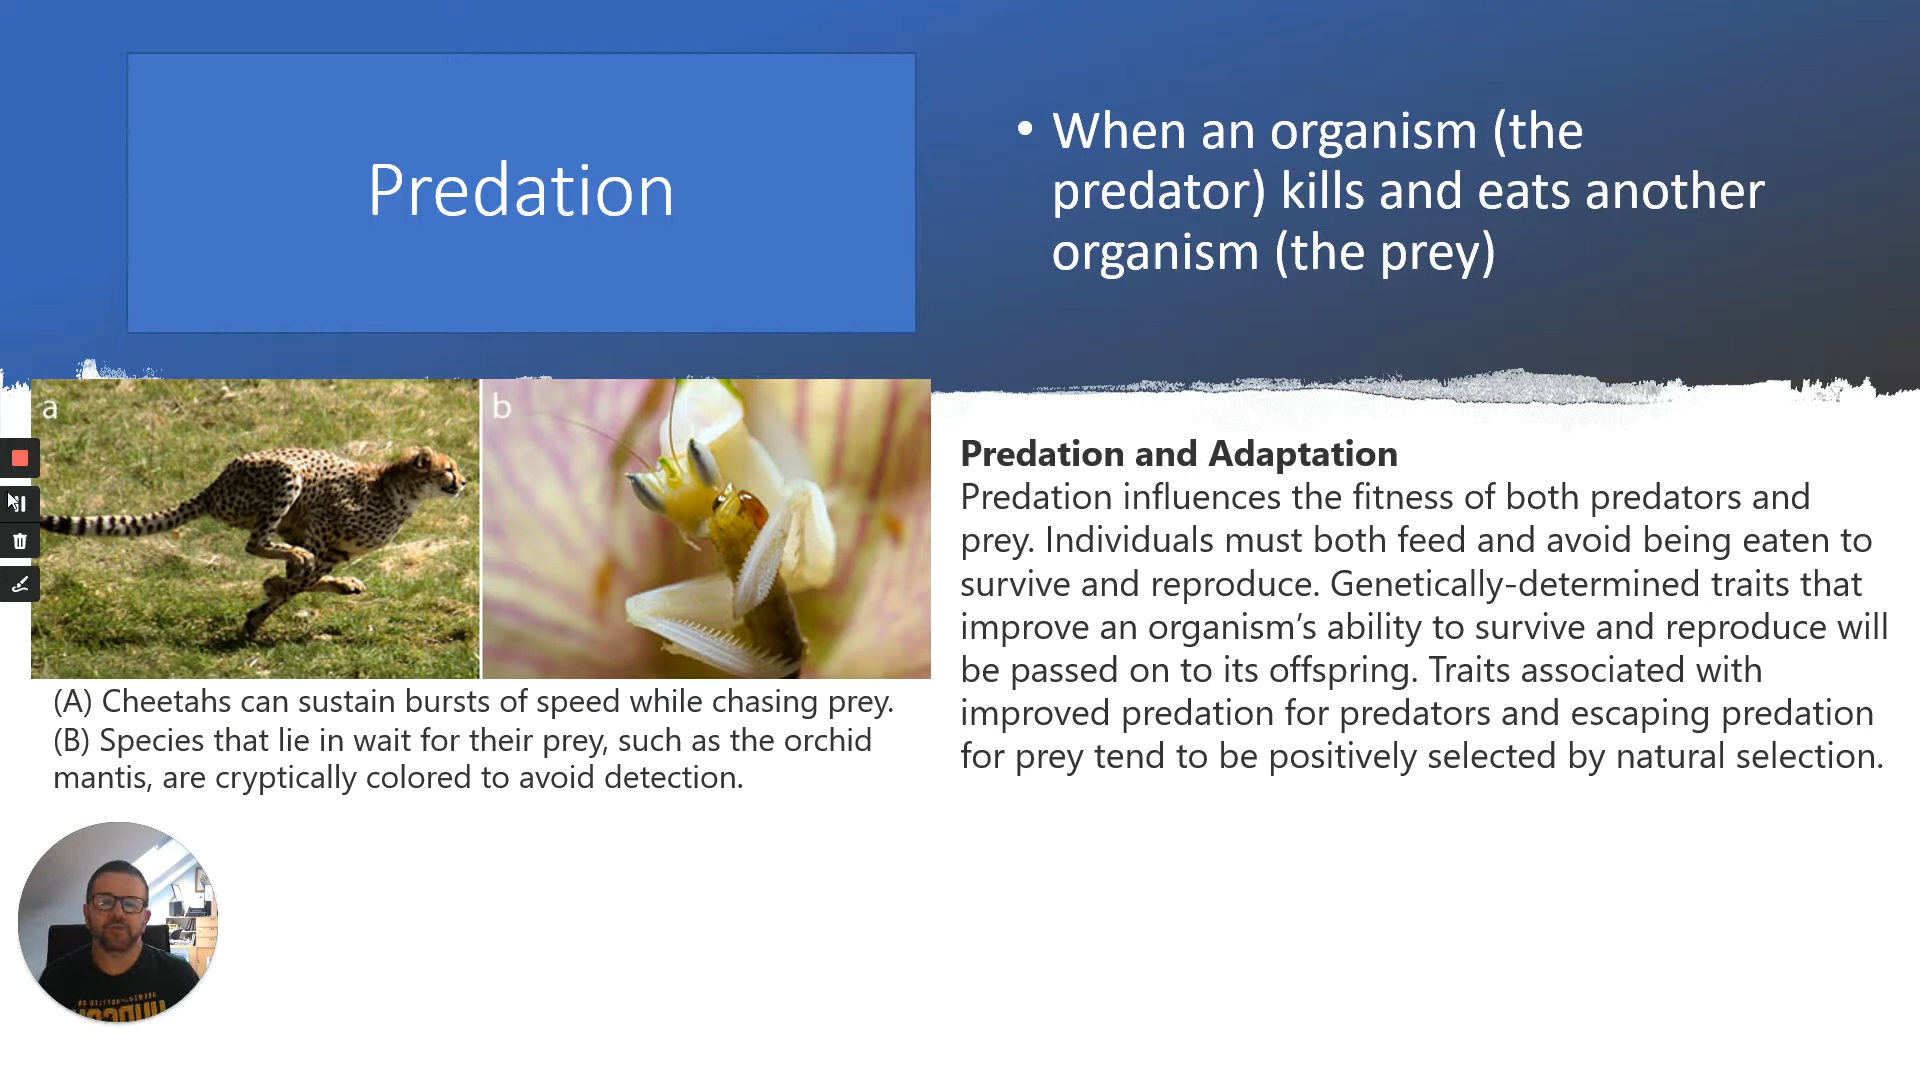 Predation
• When an organism (the
predator) kills and eats another
organism (the prey)
a
b
(A) Cheetahs can sustain bursts of speed while chasing prey.
(B) Species that lie in wait for their prey, such as the orchid
mantis, are cryptically colored to avoid detection.
Predation and Adaptation
Predation influences the fitness of both predators and
prey. Individuals must both feed and avoid being eaten to
survive and reproduce. Genetically-determined traits that
improve an organism’s ability to survive and reproduce will
be passed on to its offspring. Traits associated with
improved predation for predators and escaping predation
for prey tend to be positively selected by natural selection.